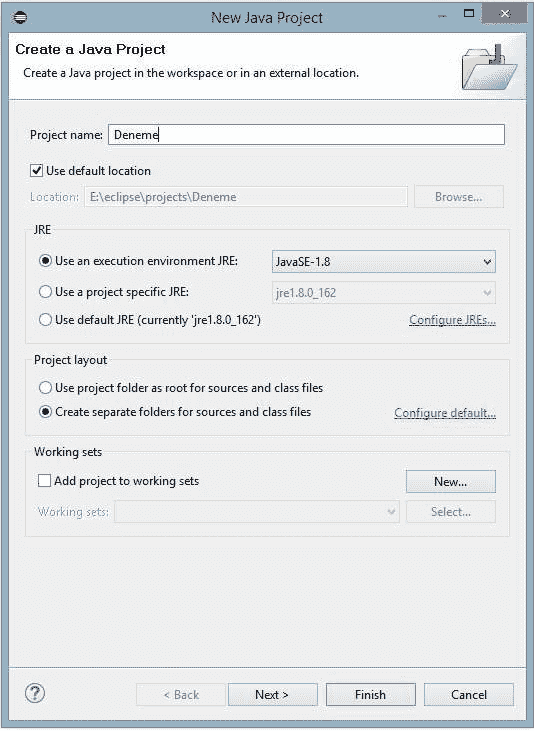 New Java Project
Create a Java Project
Create a Java project in the workspace or in an external location.
Project name: Deneme
Use default location
Location: E:\eclipse\projects\Deneme Browse...
JRE
Use an execution environment JRE: JavaSE-1.8
Use a project specific JRE: jre1.8.0_162
Use default JRE (currently 'jre1.8.0_162') Configure JREs...
Project layout
Use project folder as root for sources and class files
Create separate folders for sources and class files Configure default...
Working sets
Add project to working sets New...
Working sets: Select...
? < Back Next > Finish Cancel